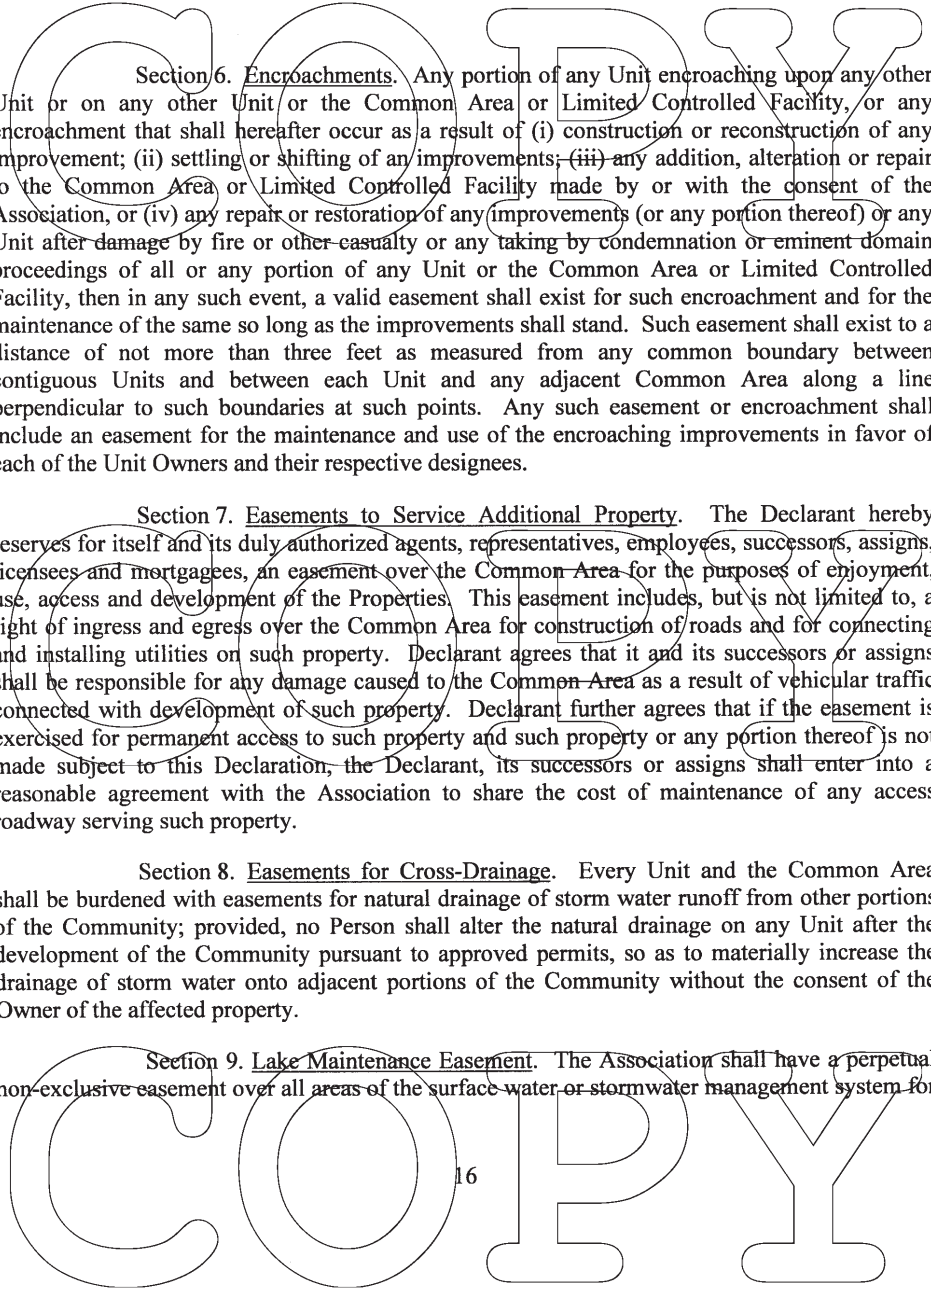 COPY
Section 6. Encroachments. Any portion of any Unit encroaching upon any other
Unit or on any other Unit or the Common Area or Limited Controlled Facility, or any
encroachment that shall hereafter occur as a result of (i) construction or reconstruction of any
improvement; (ii) settling or shifting of an improvements; (iii) any addition, alteration or repair
to the Common Area or Limited Controlled Facility made by or with the consent of the
Association, or (iv) any repair or restoration of any improvements (or any portion thereof) or any
Unit after damage by fire or other casualty or any taking by condemnation or eminent domain
proceedings of all or any portion of any Unit or the Common Area or Limited Controlled
Facility, then in any such event, a valid easement shall exist for such encroachment and for the
maintenance of the same so long as the improvements shall stand. Such easement shall exist to a
distance of not more than three feet as measured from any common boundary between
contiguous Units and between each Unit and any adjacent Common Area along a line
perpendicular to such boundaries at such points. Any such easement or encroachment shall
include an easement for the maintenance and use of the encroaching improvements in favor of
each of the Unit Owners and their respective designees.
COPY
Section 7. Easements to Service Additional Property. The Declarant hereby
reserves for itself and its duly authorized agents, representatives, employees, successors, assigns,
licensees and mortgagees, an easement over the Common Area for the purposes of enjoyment,
use, access and development of the Properties. This easement includes, but is not limited to, a
right of ingress and egress over the Common Area for construction of roads and for connecting
and installing utilities on such property. Declarant agrees that it and its successors or assigns
shall be responsible for any damage caused to the Common Area as a result of vehicular traffic
connected with development of such property. Declarant further agrees that if the easement is
exercised for permanent access to such property and such property or any portion thereof is not
made subject to this Declaration, the Declarant, its successors or assigns shall enter into a
reasonable agreement with the Association to share the cost of maintenance of any access
roadway serving such property.
Section 8. Easements for Cross-Drainage. Every Unit and the Common Area
shall be burdened with easements for natural drainage of storm water runoff from other portions
of the Community; provided, no Person shall alter the natural drainage on any Unit after the
development of the Community pursuant to approved permits, so as to materially increase the
drainage of storm water onto adjacent portions of the Community without the consent of the
Owner of the affected property.
COPY
Section 9. Lake Maintenance Easement. The Association shall have a perpetual
non-exclusive easement over all areas of the surface water or stormwater management system for
16